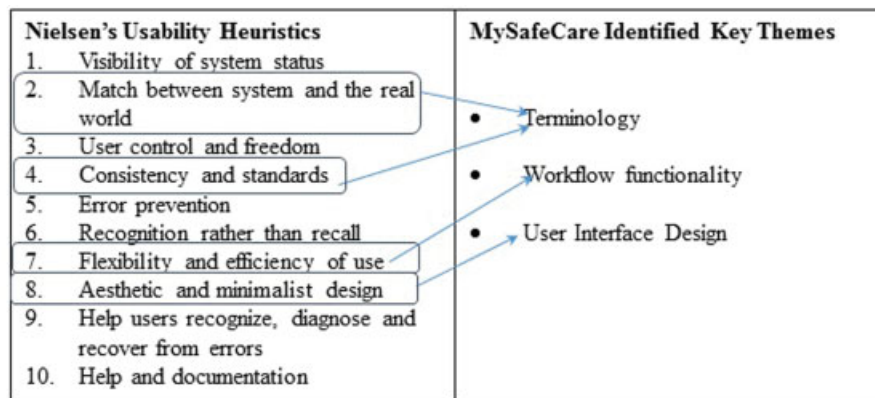 Nielsen's Usability Heuristics
1. Visibility of system status
2. Match between system and the real
world
3. User control and freedom
4. Consistency and standards
5. Error prevention
6. Recognition rather than recall
7. Flexibility and efficiency of use
8. Aesthetic and minimalist design
9. Help users recognize, diagnose and
recover from errors
10. Help and documentation
MySafeCare Identified Key Themes
• Terminology
• Workflow functionality
• User Interface Design